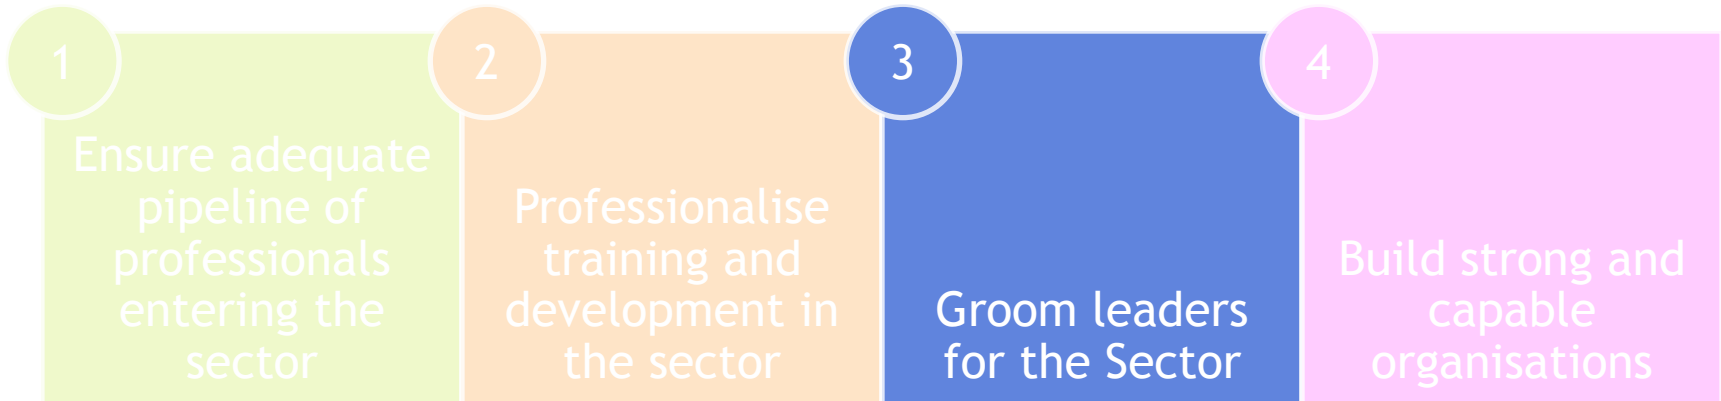 1
Ensure adequate
pipeline of
professionals
entering the
sector
2
Professionalise
training and
development in
the sector
3
Groom leaders
for the Sector
4
Build strong and
capable
organisations